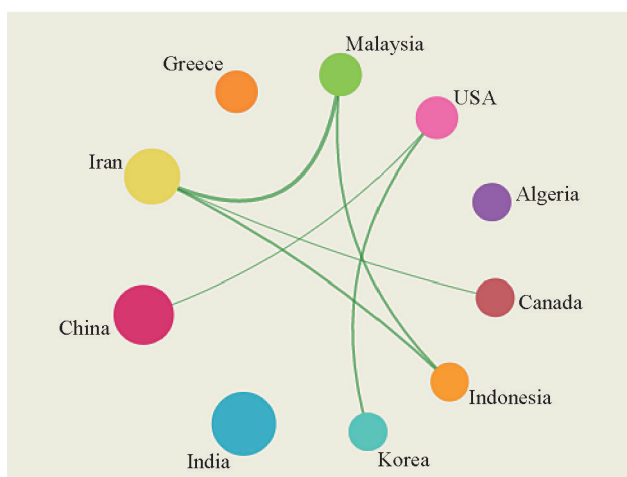 Malaysia
Greece
USA
Iran
Algeria
Canada
China
Indonesia
India
Korea